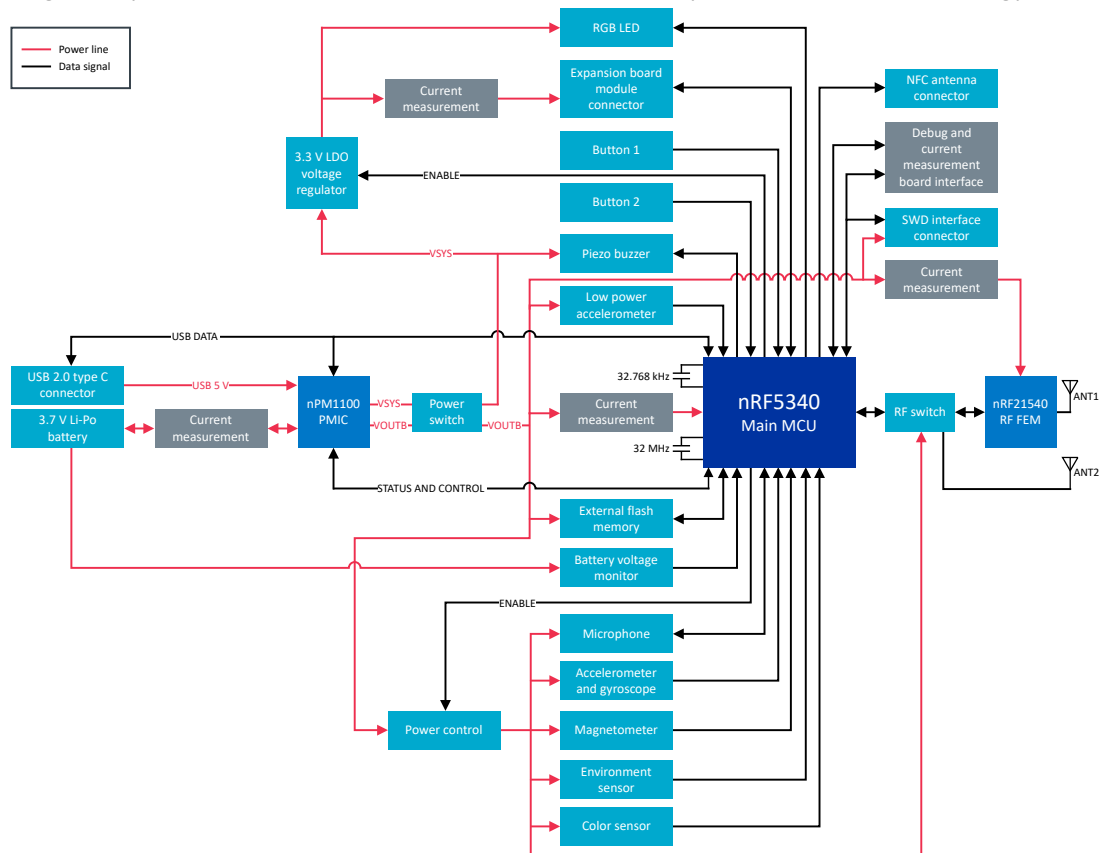 RGB LED
Power line
Data signal
Expansion board
module
connector
Current
measurement
NFC antenna
connector
Button 1
Debug and
current
measurement
board interface
3.3 V LDO
voltage
regulator
ENABLE
Button 2
SWD interface
connector
VSYS
Piezo buzzer
Current
measurement
Low power
accelerometer
USB DATA
USB 2.0 type C
connector
USB 5 V
nPM1100
PMIC
VSYS
VOUTB
Power
switch
VOUTB
Current
measurement
32.768 kHz
32 MHz
nRF5340
Main MCU
RF switch
nRF21540
RF FEM
ANT1
ANT2
3.7 V Li-Po
battery
Current
measurement
STATUS AND CONTROL
External flash
memory
Battery voltage
monitor
ENABLE
Microphone
Accelerometer
and gyroscope
Power control
Magnetometer
Environment
sensor
Color sensor